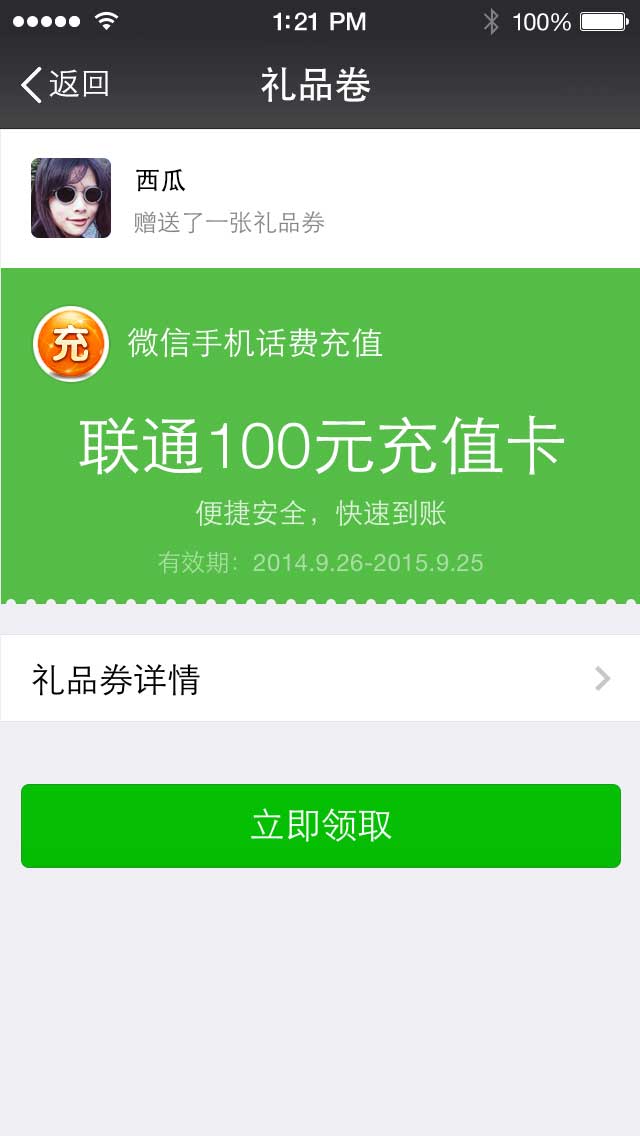 1:21 PM
100%
返回
礼品卷
西瓜
赠送了一张礼品券
充
微信手机话费充值
联通100元充值卡
便捷安全，快速到账
有效期：2014.9.26-2015.9.25
礼品券详情
立即领取